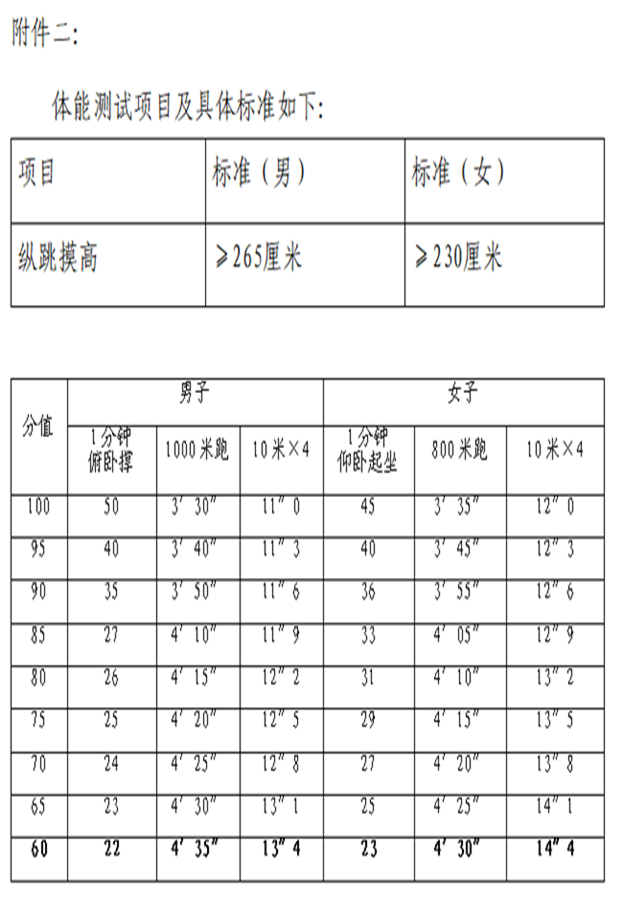 附件二:
体能测试项目及具体标准如下:
项目 标准(男) 标准(女)
纵跳摸高 ≥265厘米 ≥230厘米
分值 男子 女子
1分钟俯卧撑 1000米跑 10米×4 1分钟仰卧起坐 800米跑 10米×4
100 50 3′30″ 11″0 45 3′35″ 12″0
95 40 3′40″ 11″3 40 3′45″ 12″3
90 35 3′50″ 11″6 36 3′55″ 12″6
85 27 4′10″ 11″9 33 4′05″ 12″9
80 26 4′15″ 12″2 31 4′10″ 13″2
75 25 4′20″ 12″5 29 4′15″ 13″5
70 24 4′25″ 12″8 27 4′20″ 13″8
65 23 4′30″ 13″1 25 4′25″ 14″1
60 22 4′35″ 13″4 23 4′30″ 14″4